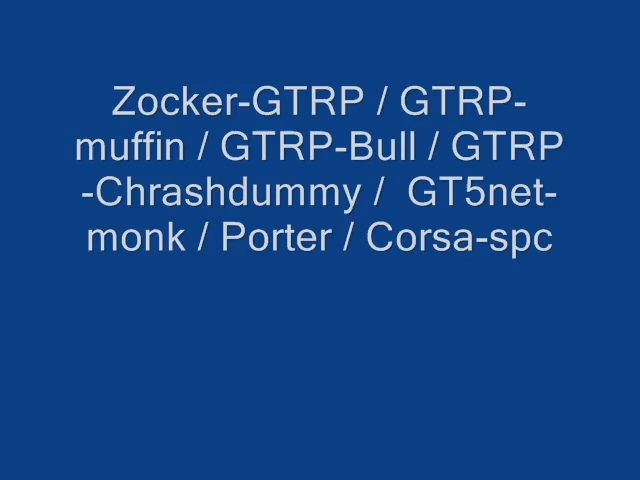 Zocker-GTRP / GTRP-
muffin / GTRP-Bull / GTRP
-Chrashdummy /  GT5net-
monk / Porter / Corsa-spc